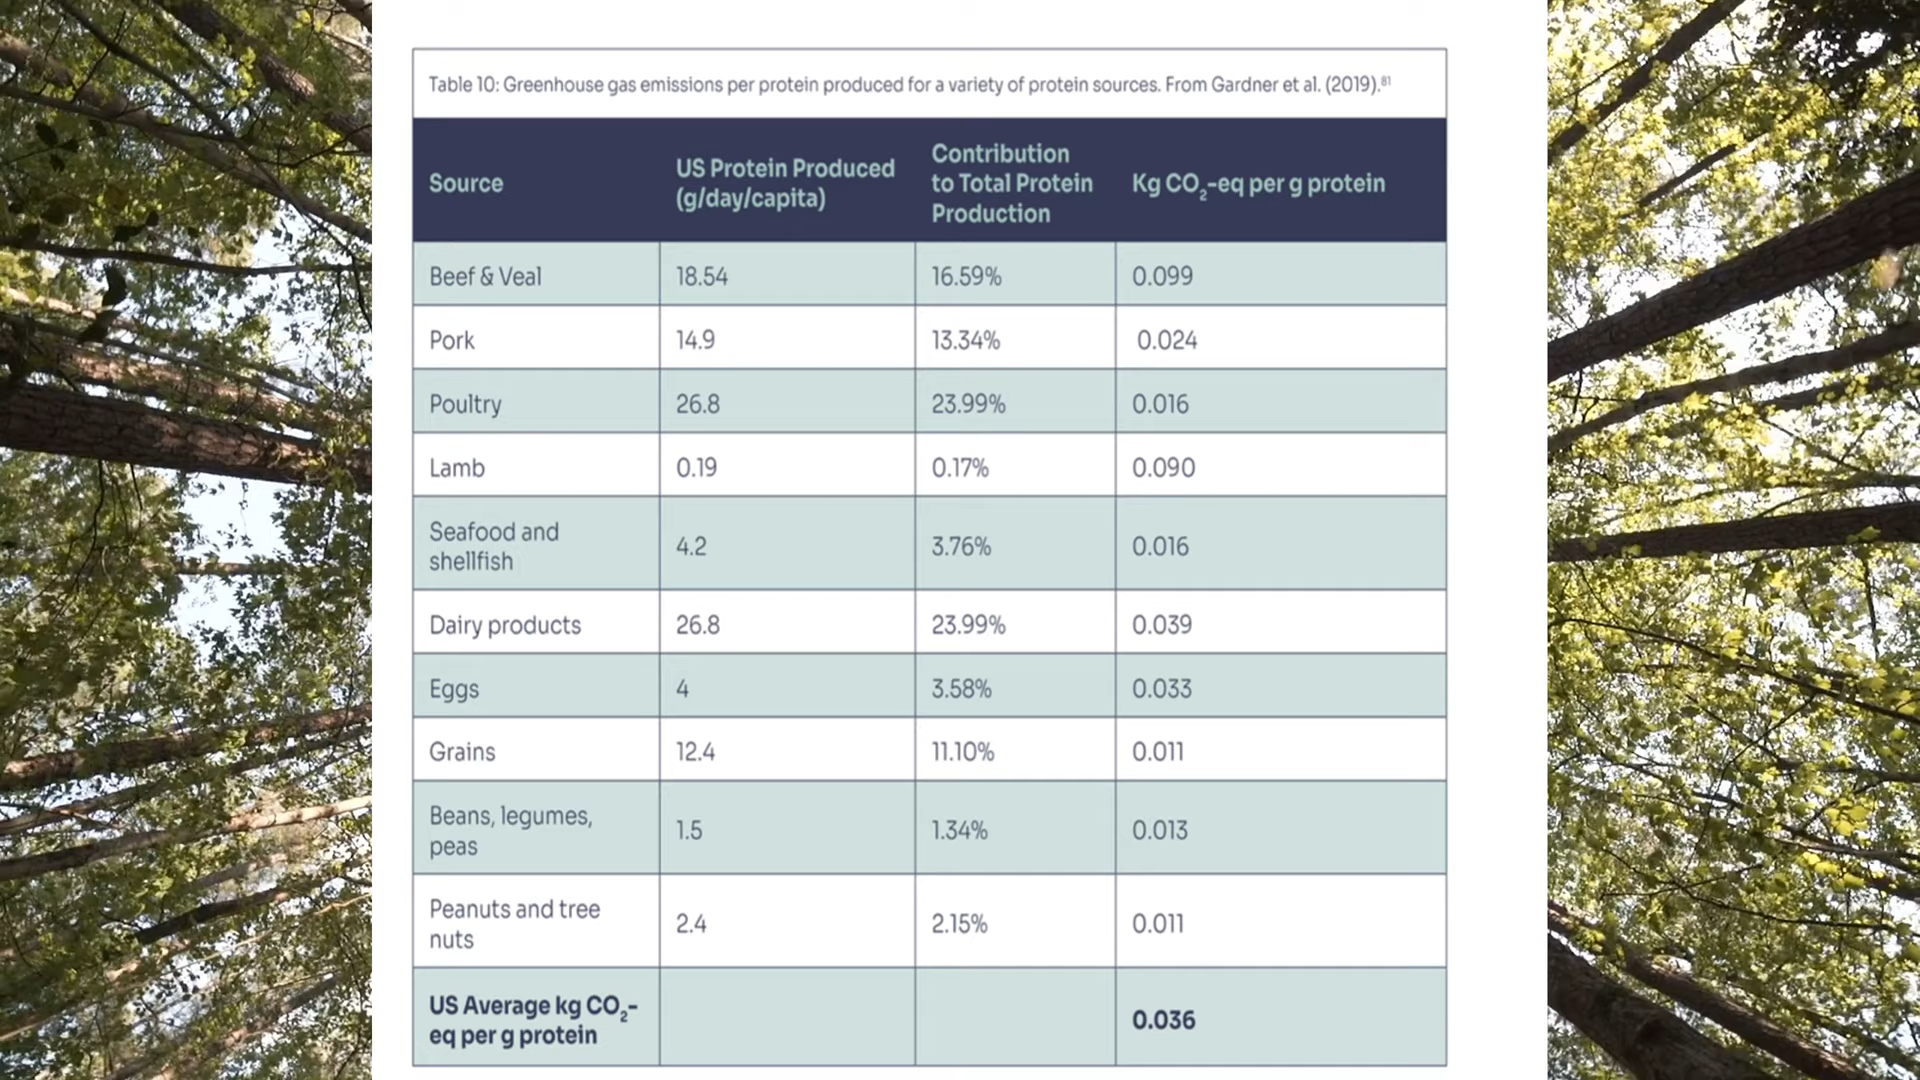 Table 10: Greenhouse gas emissions per protein produced for a variety of protein sources. From Gardner et al. (2019).⁸¹
Source
US Protein Produced
(g/day/capita)
Contribution
to Total Protein
Production
Kg CO₂-eq per g protein
Beef & Veal
18.54
16.59%
0.099
Pork
14.9
13.34%
0.024
Poultry
26.8
23.99%
0.016
Lamb
0.19
0.17%
0.090
Seafood and
shellfish
4.2
3.76%
0.016
Dairy products
26.8
23.99%
0.039
Eggs
4
3.58%
0.033
Grains
12.4
11.10%
0.011
Beans, legumes,
peas
1.5
1.34%
0.013
Peanuts and tree
nuts
2.4
2.15%
0.011
US Average kg CO₂-
eq per g protein
0.036